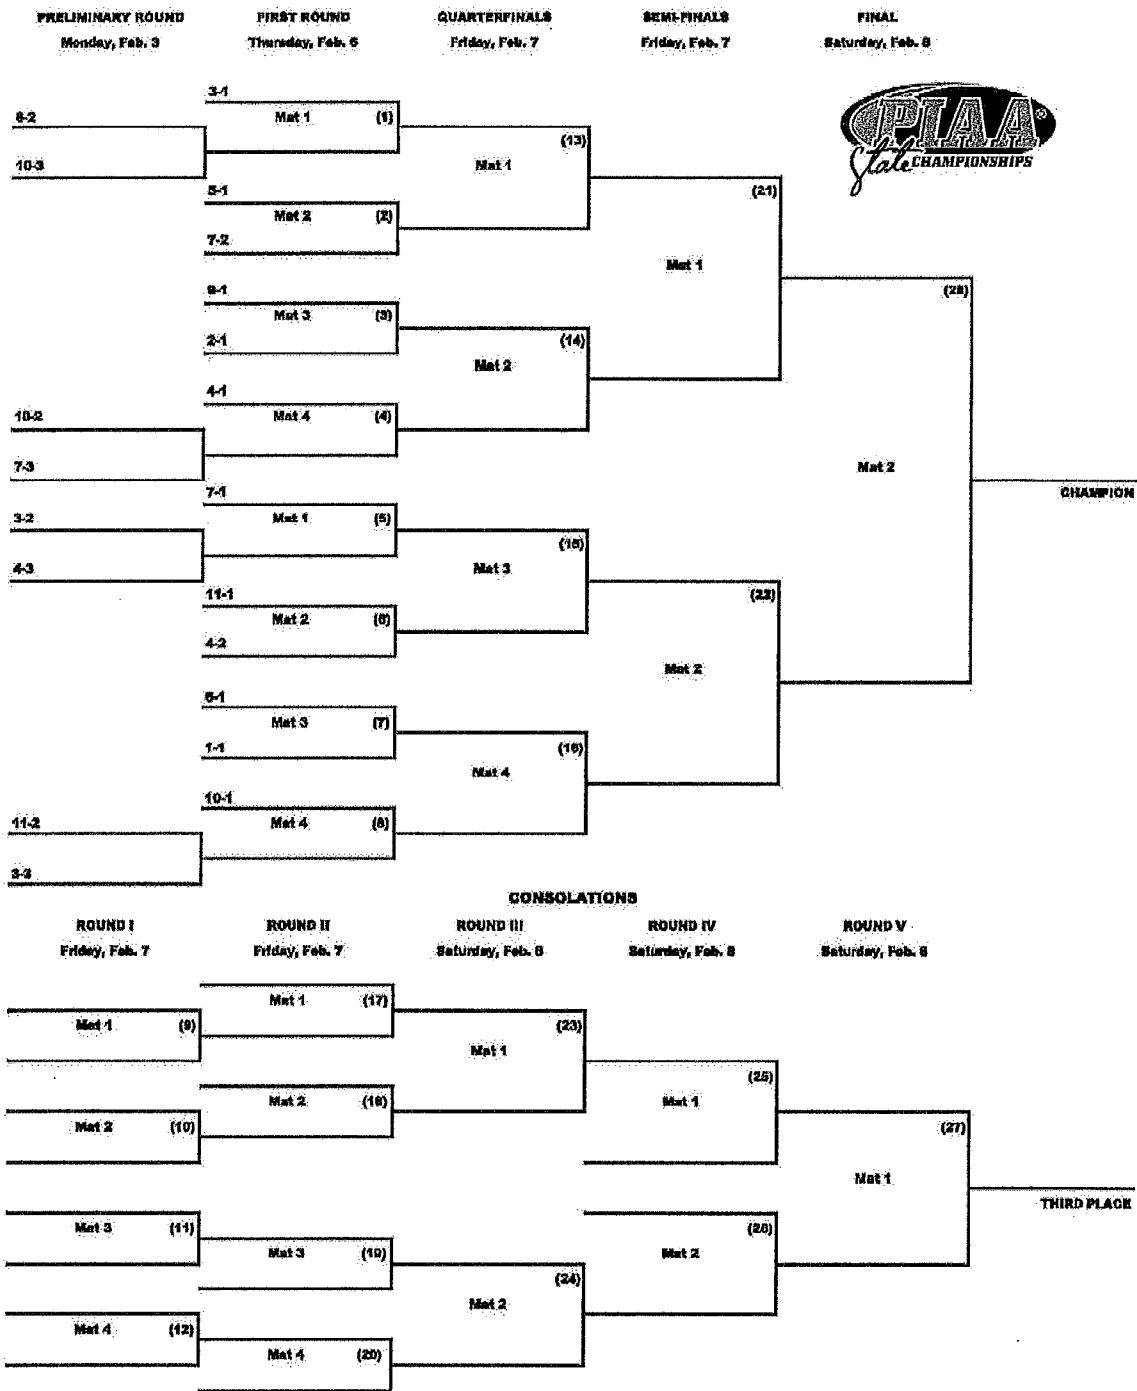 PRELIMINARY ROUND FIRST ROUND QUARTERFINALS SEMI-FINALS FINAL
Monday, Feb. 3 Thursday, Feb. 6 Friday, Feb. 7 Friday, Feb. 7 Saturday, Feb. 8
PIAA®
State CHAMPIONSHIPS
3-1
Mat 1 (1)
6-2
(13)
10-3
Mat 1
(21)
5-1
Mat 2 (2)
7-2
Mat 1
(28)
9-1
Mat 3 (3)
2-1
(14)
Mat 2
4-1
10-2
Mat 4 (4)
7-3
Mat 2
CHAMPION
7-1
3-2
Mat 1 (5)
(15)
4-3
Mat 3
11-1
(22)
Mat 2 (6)
4-2
Mat 2
6-1
Mat 3 (7)
1-1
(16)
Mat 4
10-1
11-2
Mat 4 (8)
CONSOLATIONS
ROUND I ROUND II ROUND III ROUND IV ROUND V
Friday, Feb. 7 Friday, Feb. 7 Saturday, Feb. 8 Saturday, Feb. 8 Saturday, Feb. 8
Mat 1 (17)
Mat 1 (9)
(23)
Mat 1
(25)
Mat 2 (18)
Mat 1
Mat 2 (10)
(27)
Mat 1
THIRD PLACE
Mat 3 (11)
(26)
Mat 3 (19)
Mat 2
(24)
Mat 2
Mat 4 (12)
Mat 4 (20)